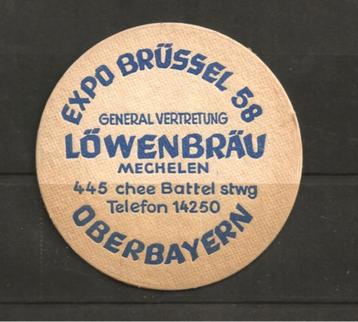 EXPO BRÜSSEL 58
GENERAL VERTRETUNG
LÖWENBRÄU
MECHELEN
445 chee Battel stwg
Telefon 14250
OBERBAYERN